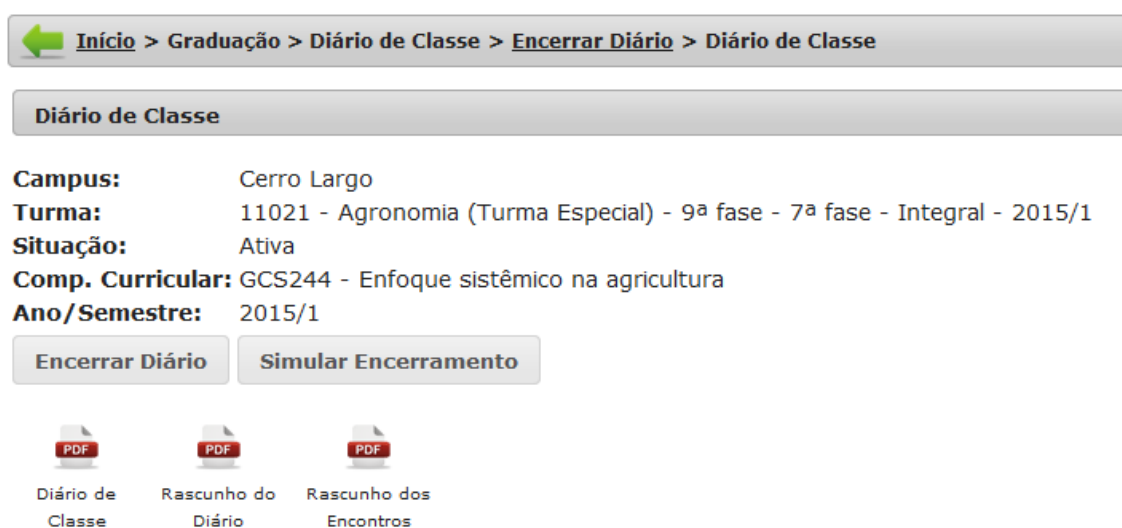 Início > Graduação > Diário de Classe > Encerrar Diário > Diário de Classe
Diário de Classe
Campus: Cerro Largo
Turma: 11021 - Agronomia (Turma Especial) - 9ª fase - 7ª fase - Integral - 2015/1
Situação: Ativa
Comp. Curricular: GCS244 - Enfoque sistêmico na agricultura
Ano/Semestre: 2015/1
Encerrar Diário Simular Encerramento
PDF PDF PDF
Diário de Rascunho do Rascunho dos
Classe Diário Encontros